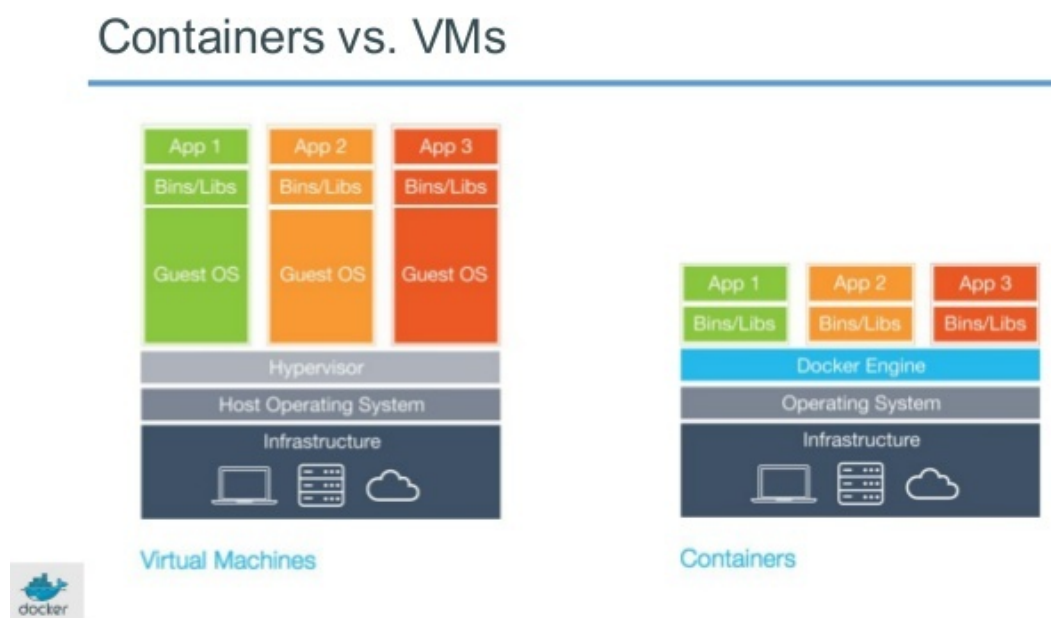 Containers vs. VMs
App 1 App 2 App 3
Bins/Libs Bins/Libs Bins/Libs
Guest OS Guest OS Guest OS
Hypervisor
Host Operating System
Infrastructure
Virtual Machines
App 1 App 2 App 3
Bins/Libs Bins/Libs Bins/Libs
Docker Engine
Operating System
Infrastructure
Containers
docker